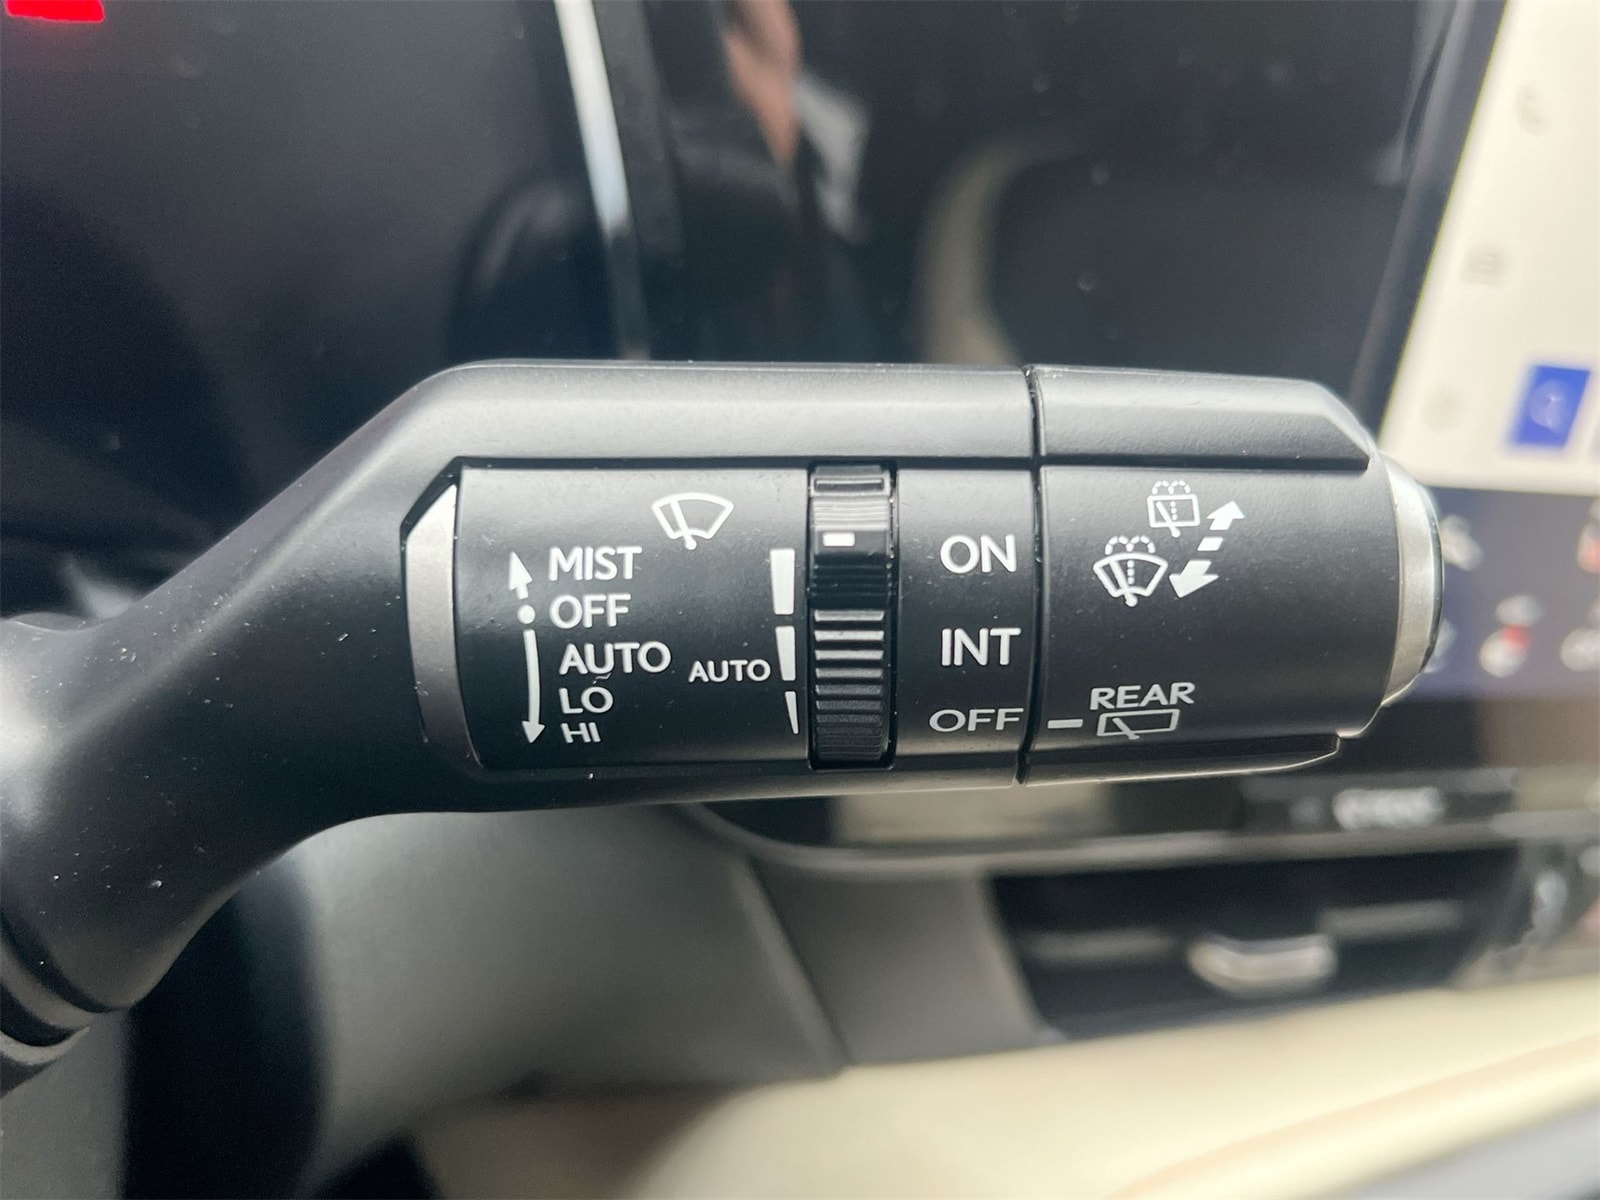 MIST
OFF
AUTO
LO
HI
AUTO
ON
INT
OFF
REAR